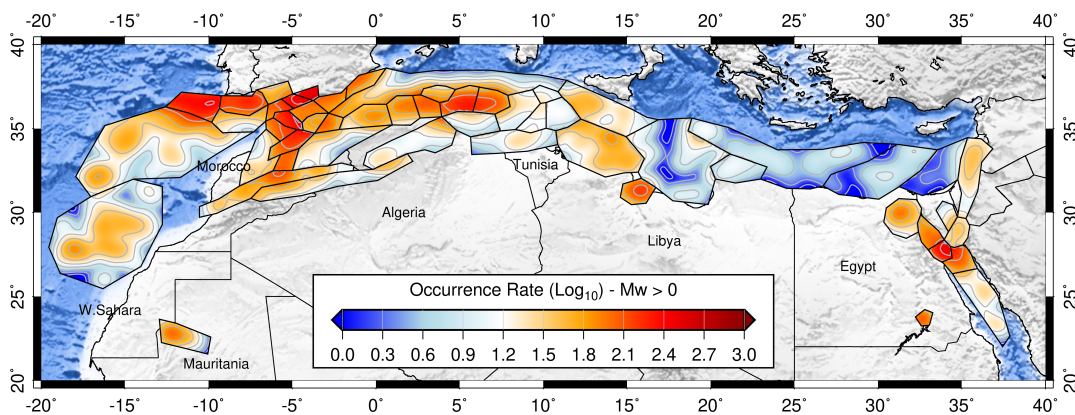 -20° -15° -10° -5° 0° 5° 10° 15° 20° 25° 30° 35° 40°
40° 40°
35° 35°
Morocco Tunisia
30° 30°
Algeria
Libya
Egypt
25° 25°
W.Sahara
Occurrence Rate (Log10) - Mw > 0
0.0 0.3 0.6 0.9 1.2 1.5 1.8 2.1 2.4 2.7 3.0
Mauritania
20° 20°
-20° -15° -10° -5° 0° 5° 10° 15° 20° 25° 30° 35° 40°